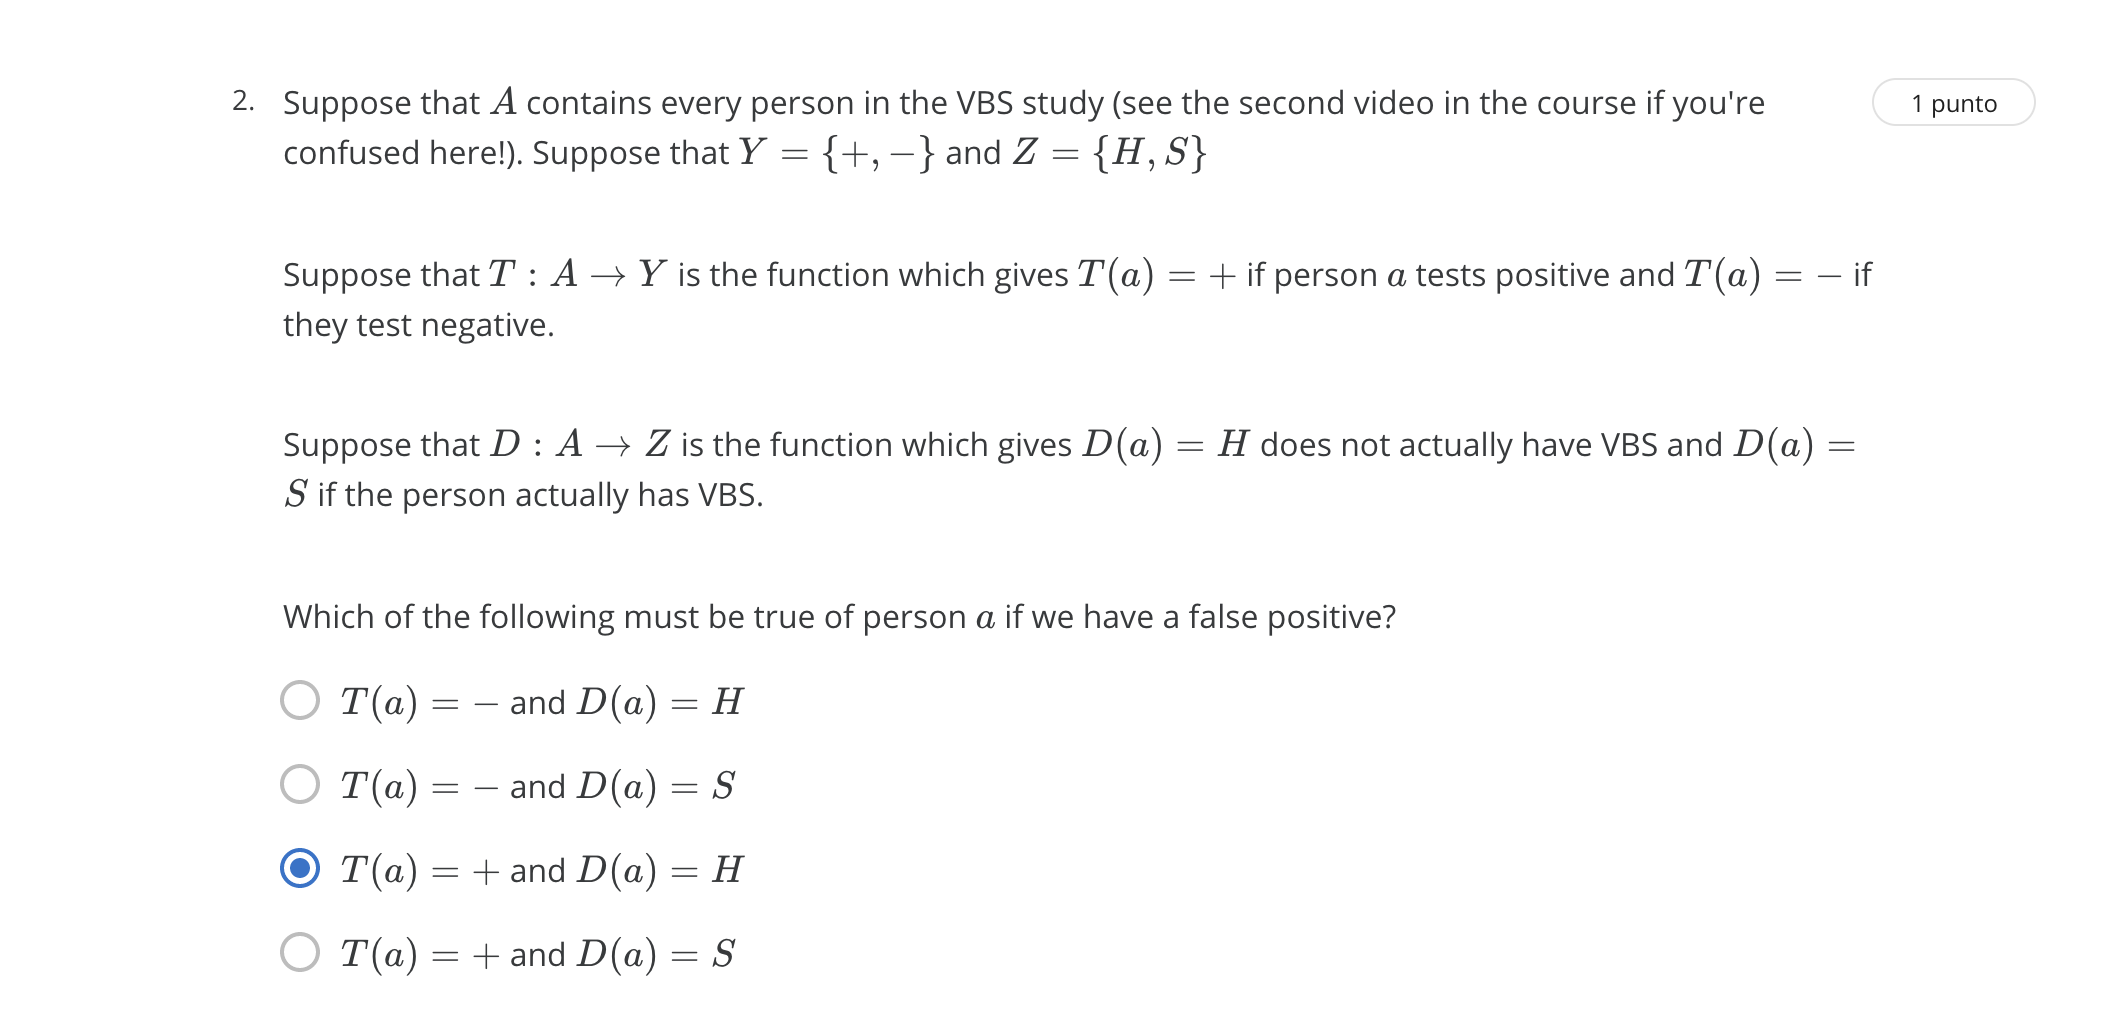 2. Suppose that A contains every person in the VBS study (see the second video in the course if you're
1 punto
confused here!). Suppose that Y = {+, −} and Z = {H, S}
Suppose that T : A → Y is the function which gives T(a) = + if person a tests positive and T(a) = − if
they test negative.
Suppose that D : A → Z is the function which gives D(a) = H does not actually have VBS and D(a) =
S if the person actually has VBS.
Which of the following must be true of person a if we have a false positive?
T(a) = − and D(a) = H
T(a) = − and D(a) = S
T(a) = + and D(a) = H
T(a) = + and D(a) = S